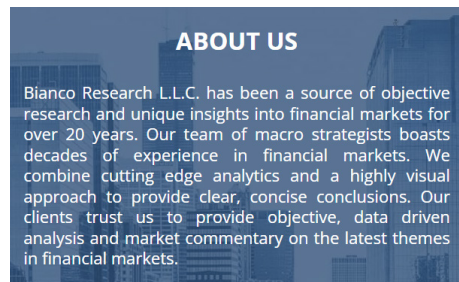 ABOUT US
Bianco Research L.L.C. has been a source of objective
research and unique insights into financial markets for
over 20 years. Our team of macro strategists boasts
decades of experience in financial markets. We
combine cutting edge analytics and a highly visual
approach to provide clear, concise conclusions. Our
clients trust us to provide objective, data driven
analysis and market commentary on the latest themes
in financial markets.